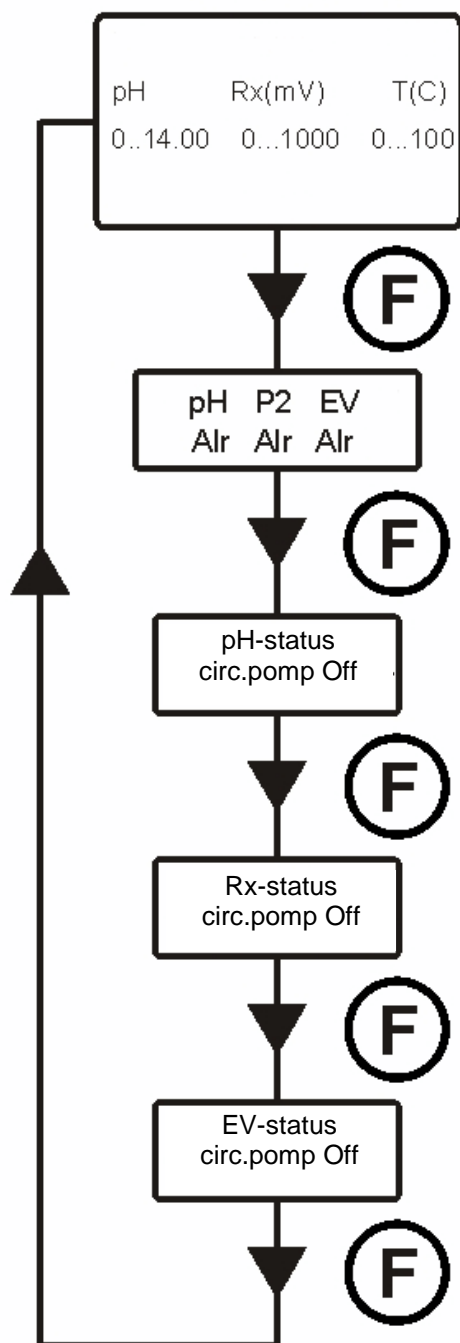 pH Rx(mV) T(C)
0..14.00 0...1000 0...100
F
pH P2 EV
Alr Alr Alr
F
pH-status
circ.pomp Off
F
Rx-status
circ.pomp Off
F
EV-status
circ.pomp Off
F